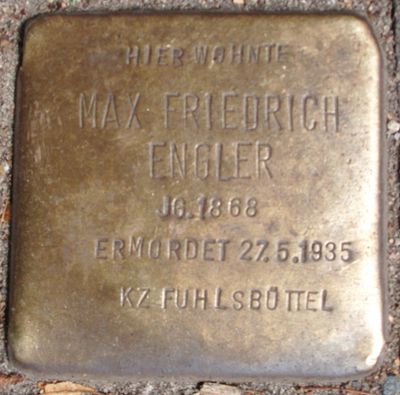 HIER WOHNTE
MAX FRIEDRICH
ENGLER
JG. 1868
ERMORDET 27.5.1935
KZ FUHLSBÜTTEL